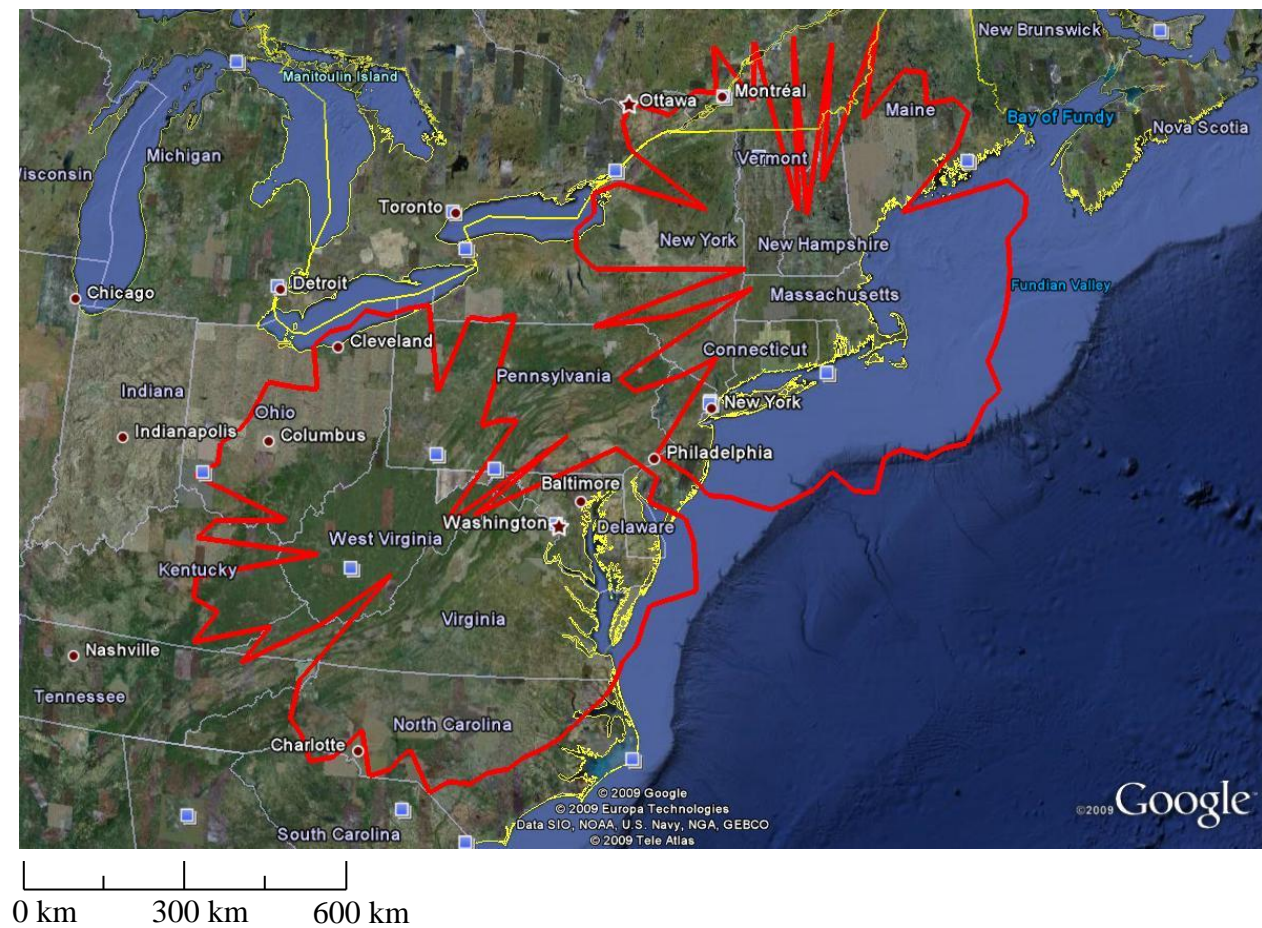 New Brunswick
Manitoulin Island
Ottawa
Montréal
Maine
Bay of Fundy
Nova Scotia
Michigan
Vermont
isconsin
Toronto
New York
New Hampshire
Detroit
Chicago
Fundian Valley
Massachusetts
Cleveland
Connecticut
Pennsylvania
Indiana
New York
Ohio
Indianapolis
Columbus
Philadelphia
Baltimore
Washington
Delaware
West Virginia
Kentucky
Virginia
Nashville
Tennessee
North Carolina
Charlotte
© 2009 Google
© 2009 Europa Technologies
Data SIO, NOAA, U.S. Navy, NGA, GEBCO
© 2009 Tele Atlas
©2009 Google
South Carolina
0 km 300 km 600 km